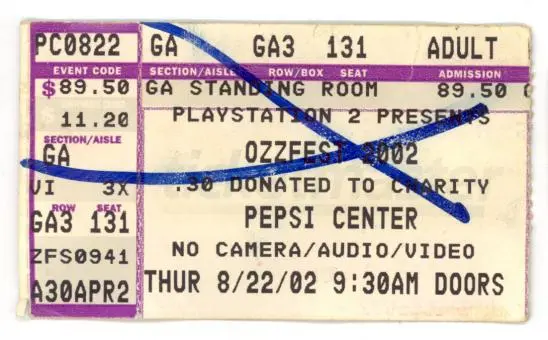 PC0822 GA GA3 131 ADULT
EVENT CODE SECTION/AISLE ROW/BOX SEAT ADMISSION
$89.50 GA STANDING ROOM 89.50
11.20 PLAYSTATION 2 PRESENTS
SECTION/AISLE
GA OZZFEST 2002
VI 3X .30 DONATED TO CHARITY
ROW SEAT
GA3 131 PEPSI CENTER
ZFS0941 NO CAMERA/AUDIO/VIDEO
A30APR2 THUR 8/22/02 9:30AM DOORS